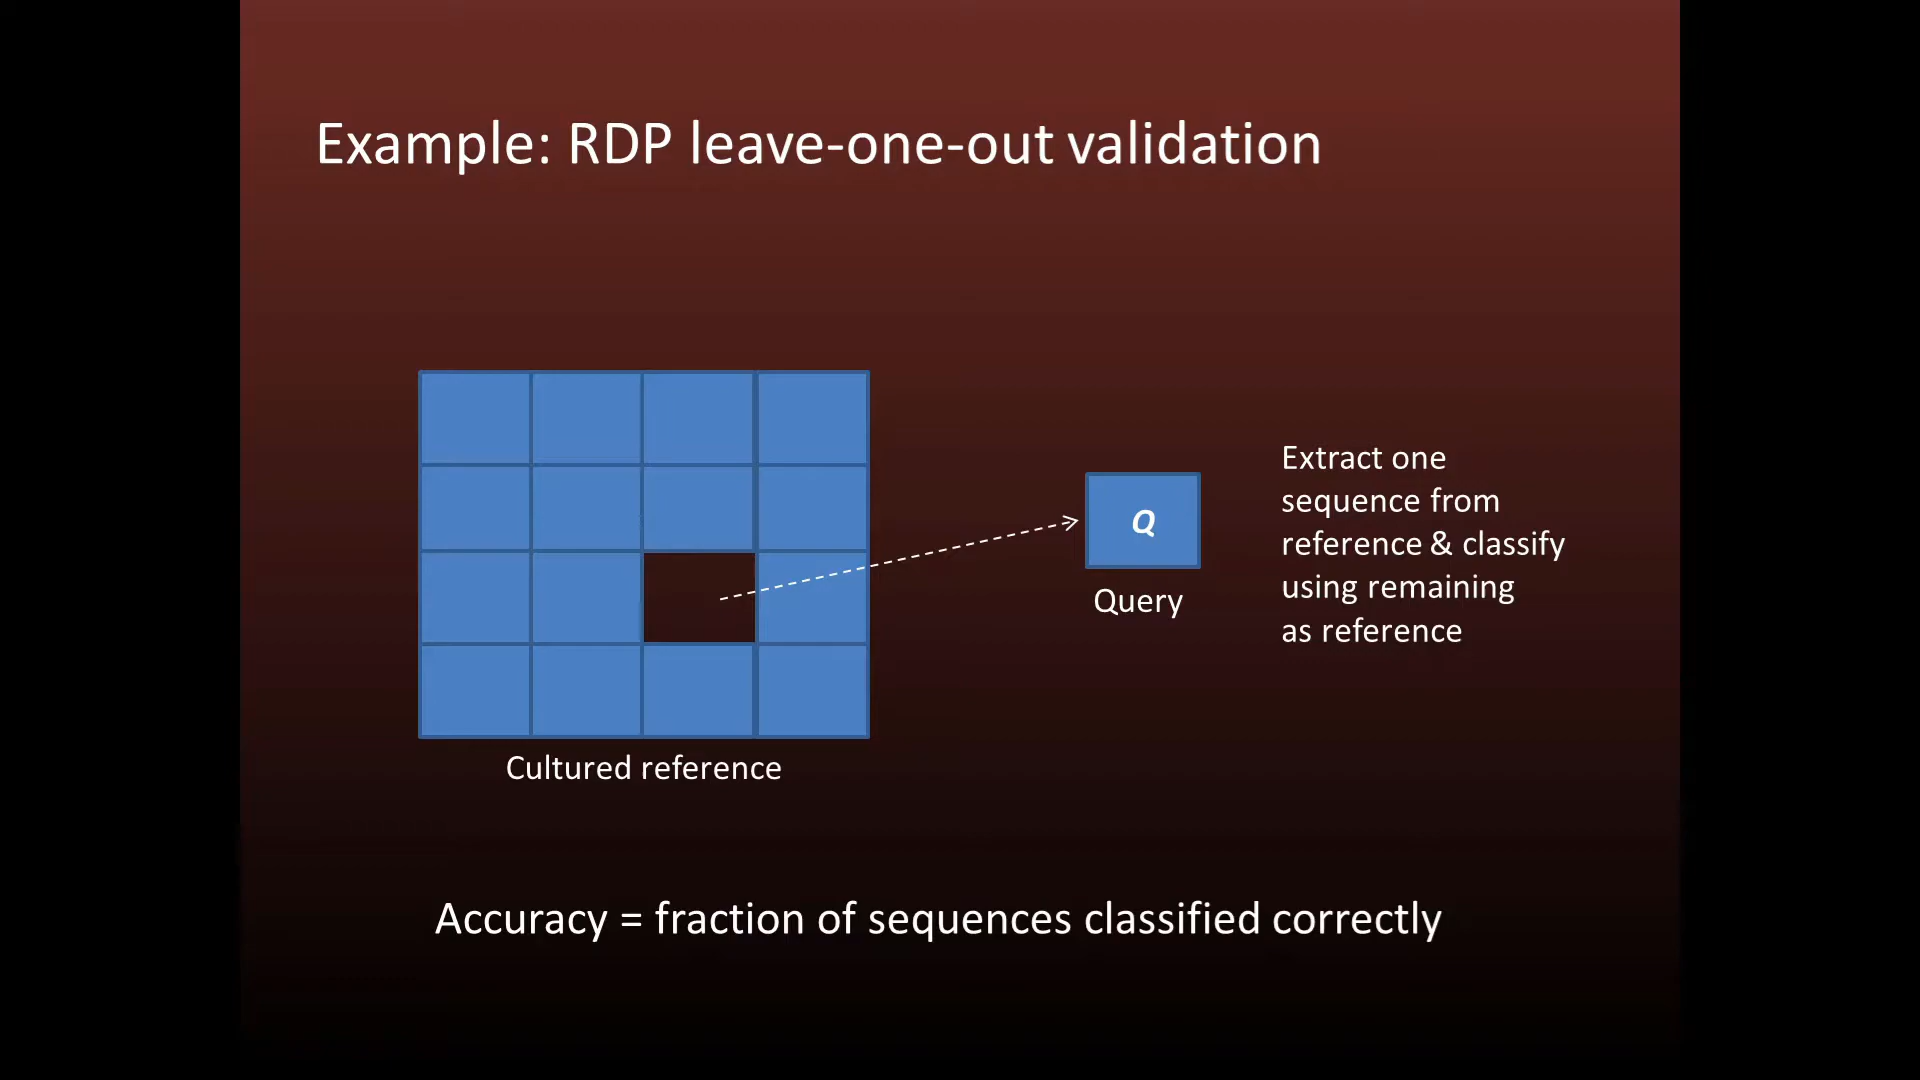 Example: RDP leave-one-out validation
Extract one
sequence from
reference & classify
using remaining
as reference
Q
Query
Cultured reference
Accuracy = fraction of sequences classified correctly